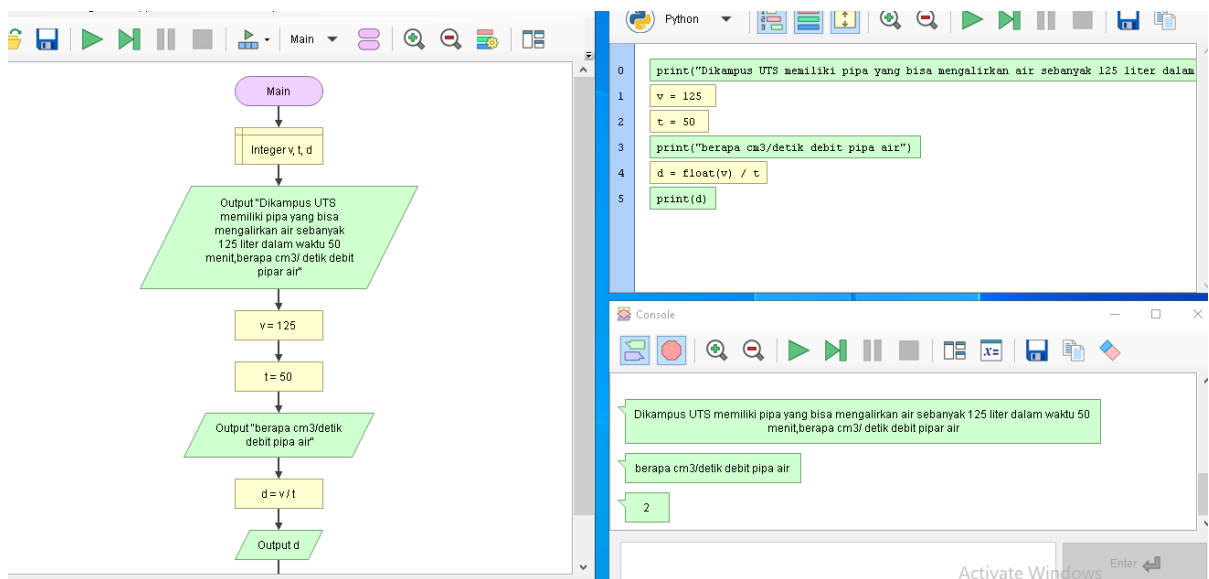 Main
Main
Integer v, t, d
Output "Dikampus UTS
memiliki pipa yang bisa
mengalirkan air sebanyak
125 liter dalam waktu 50
menit,berapa cm3/ detik debit
pipar air"
v = 125
t = 50
Output "berapa cm3/detik
debit pipa air"
d = v / t
Output d
Python
0 print("Dikampus UTS memiliki pipa yang bisa mengalirkan air sebanyak 125 liter dalam
1 v = 125
2 t = 50
3 print("berapa cm3/detik debit pipa air")
4 d = float(v) / t
5 print(d)
Console
Dikampus UTS memiliki pipa yang bisa mengalirkan air sebanyak 125 liter dalam waktu 50
menit,berapa cm3/ detik debit pipar air
berapa cm3/detik debit pipa air
2
Enter
Activate Windows